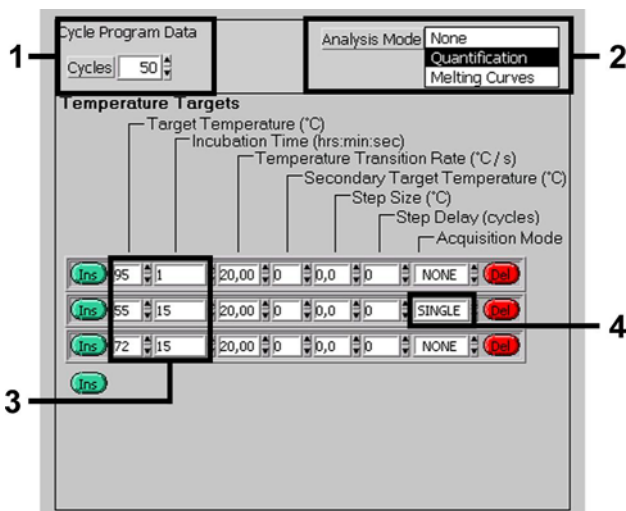 Cycle Program Data
Cycles 50
Analysis Mode None
Quantification
Melting Curves
1
2
Temperature Targets
Target Temperature (°C)
Incubation Time (hrs:min:sec)
Temperature Transition Rate (°C / s)
Secondary Target Temperature (°C)
Step Size (°C)
Step Delay (cycles)
Acquisition Mode
Ins 95 1 20,00 0 0,0 0 NONE Del
Ins 55 15 20,00 0 0,0 0 SINGLE Del
Ins 72 15 20,00 0 0,0 0 NONE Del
Ins
3
4